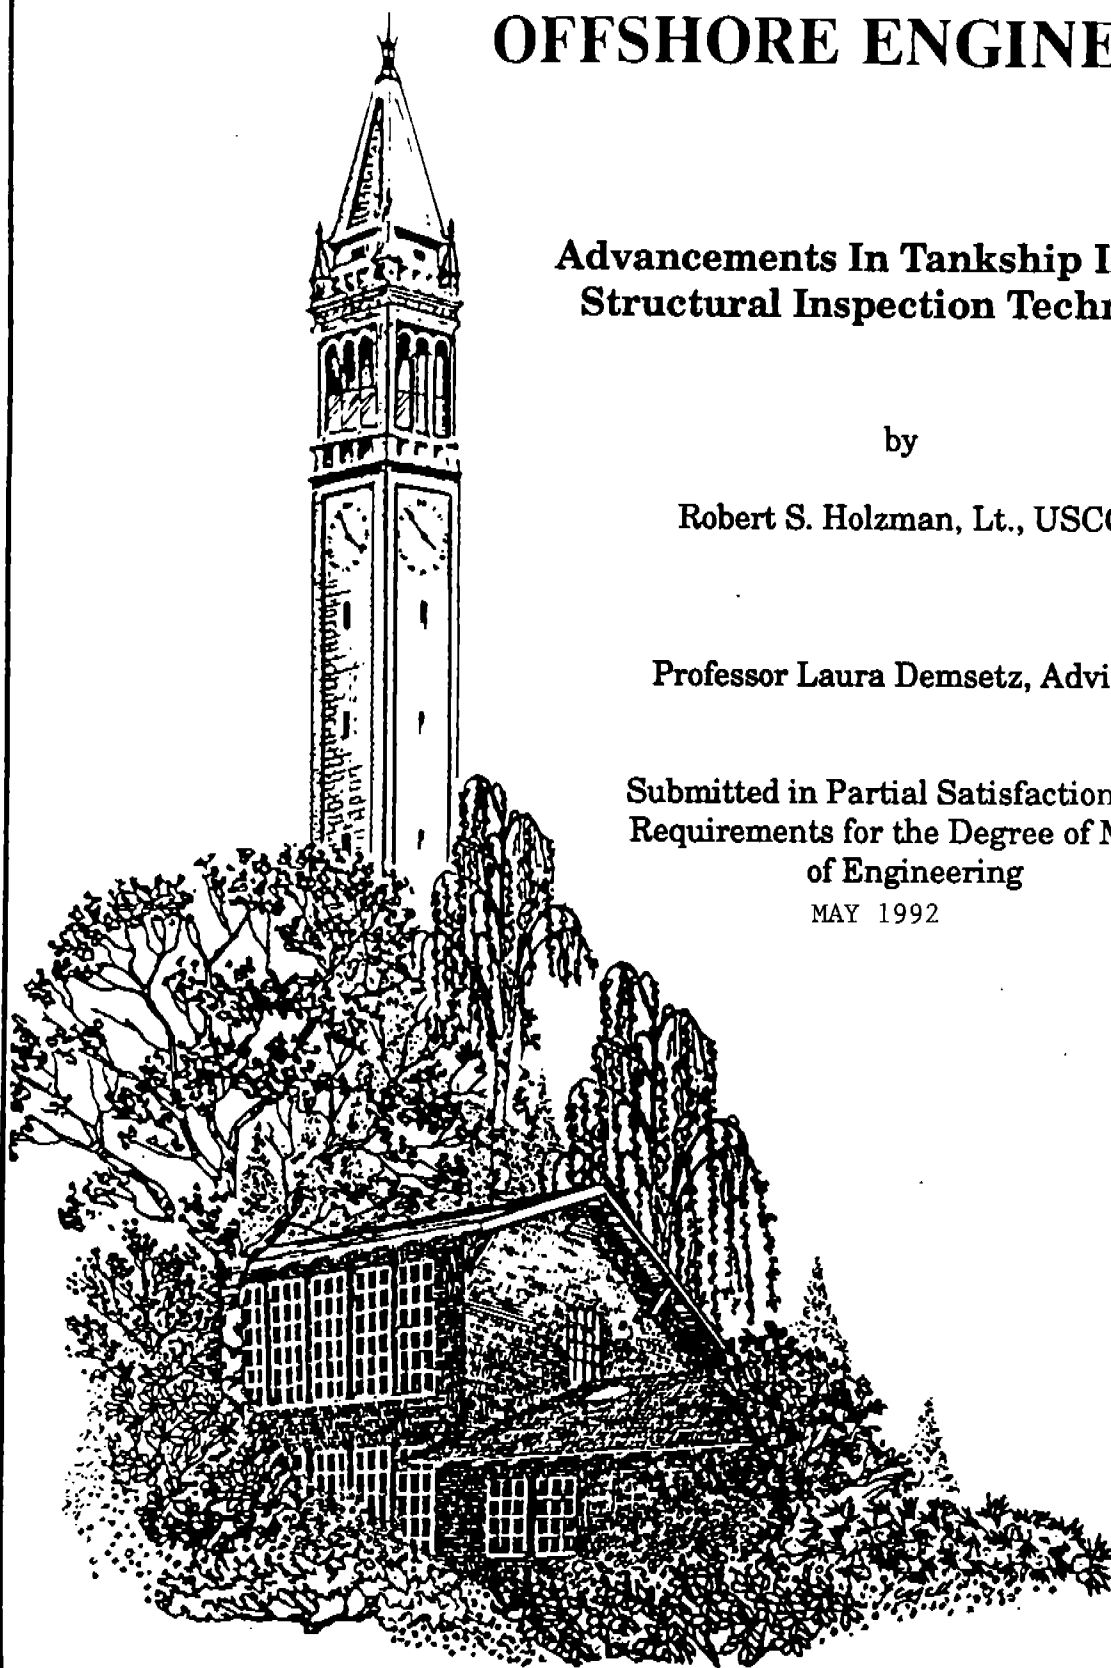 OFFSHORE ENGINE
Advancements In Tankship I
Structural Inspection Techn
by
Robert S. Holzman, Lt., USCG
Professor Laura Demsetz, Advi
Submitted in Partial Satisfaction
Requirements for the Degree of M
of Engineering
MAY 1992